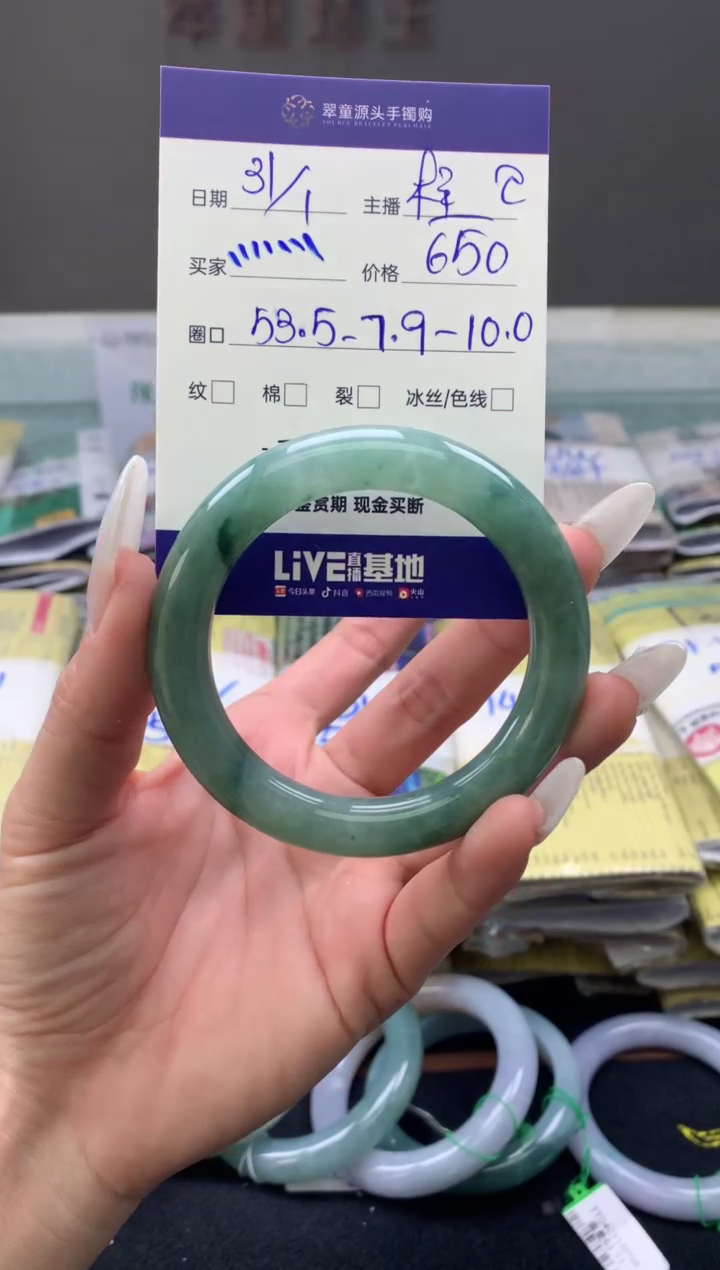 翠童源头手镯购
SOURCE BRACELET PURCHASE
日期 31/1 主播
买家 价格 650
圈口 53.5-7.9-10.0
纹 棉 裂 冰丝/色线
鉴赏期 现金买断
LiVE直播基地
今日头条 抖音 西瓜视频 火山